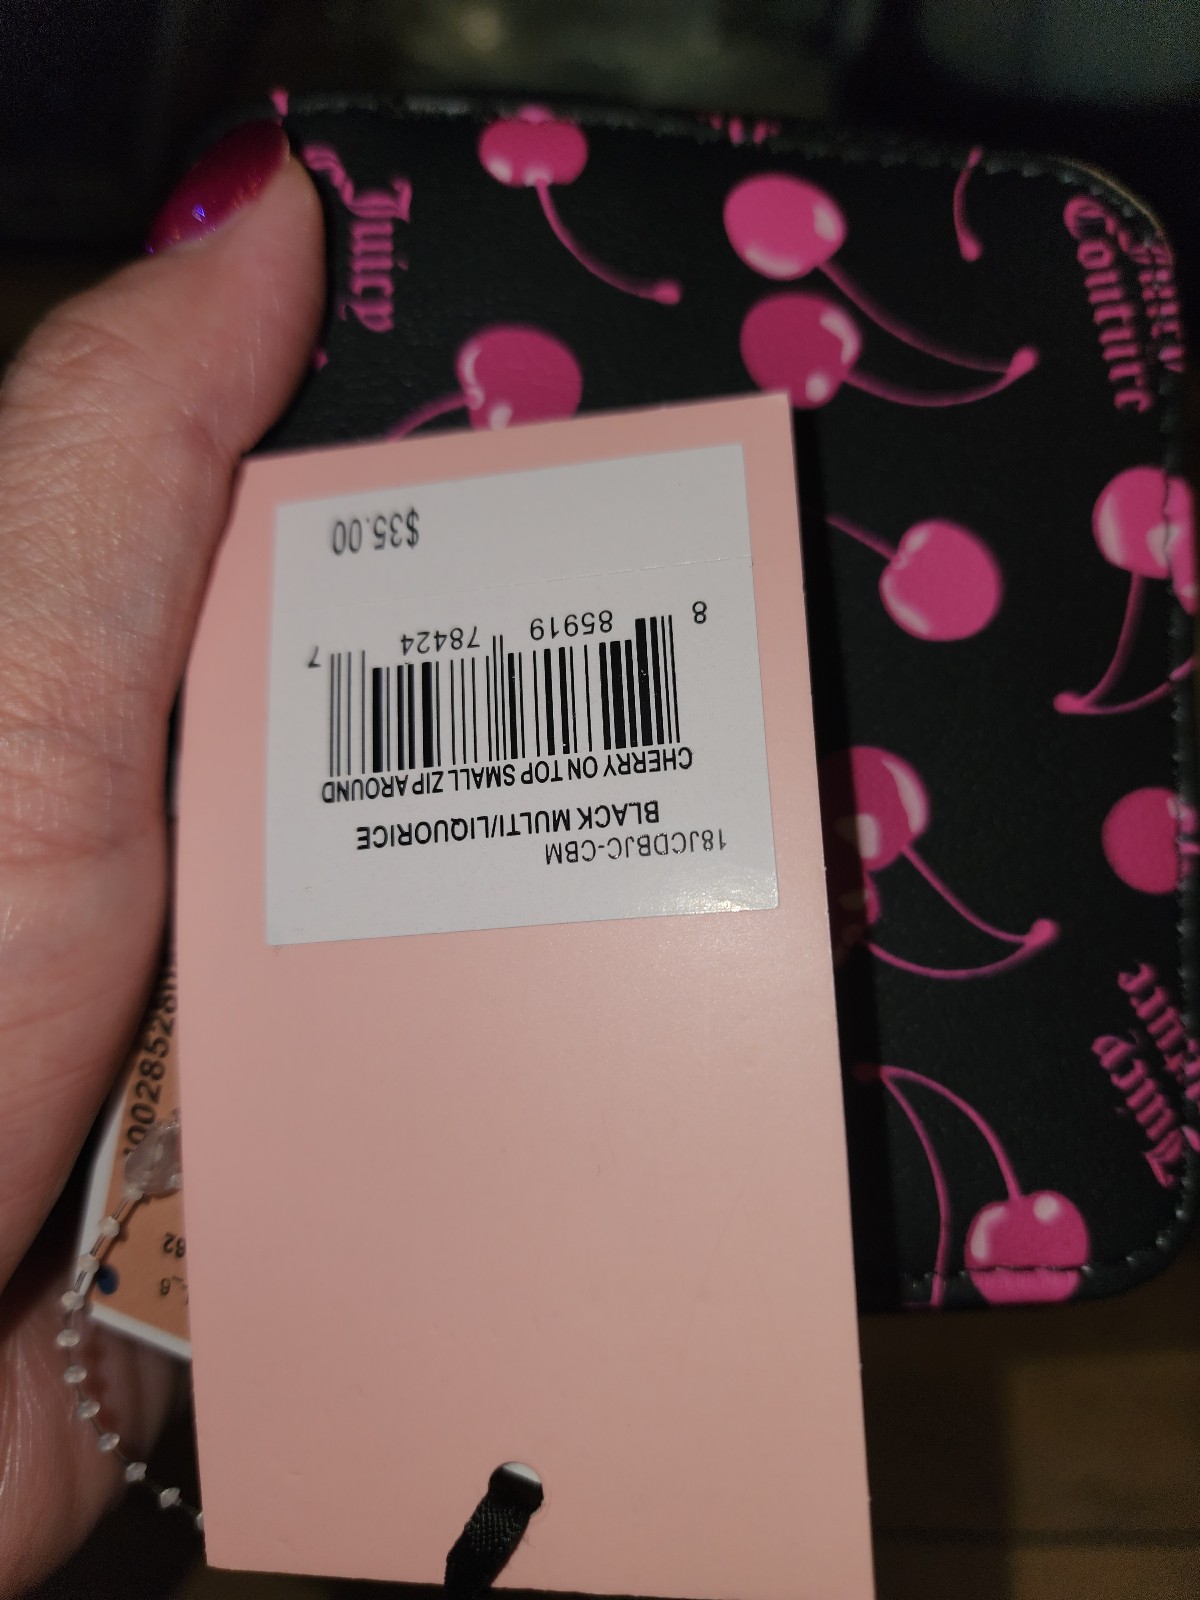 18JCDBJC-CBM
BLACK MULTI/LIQUORICE
CHERRY ON TOP SMALL ZIP AROUND
8 85919 78424 7
$35.00
Juicy
Juicy
Couture
Juicy